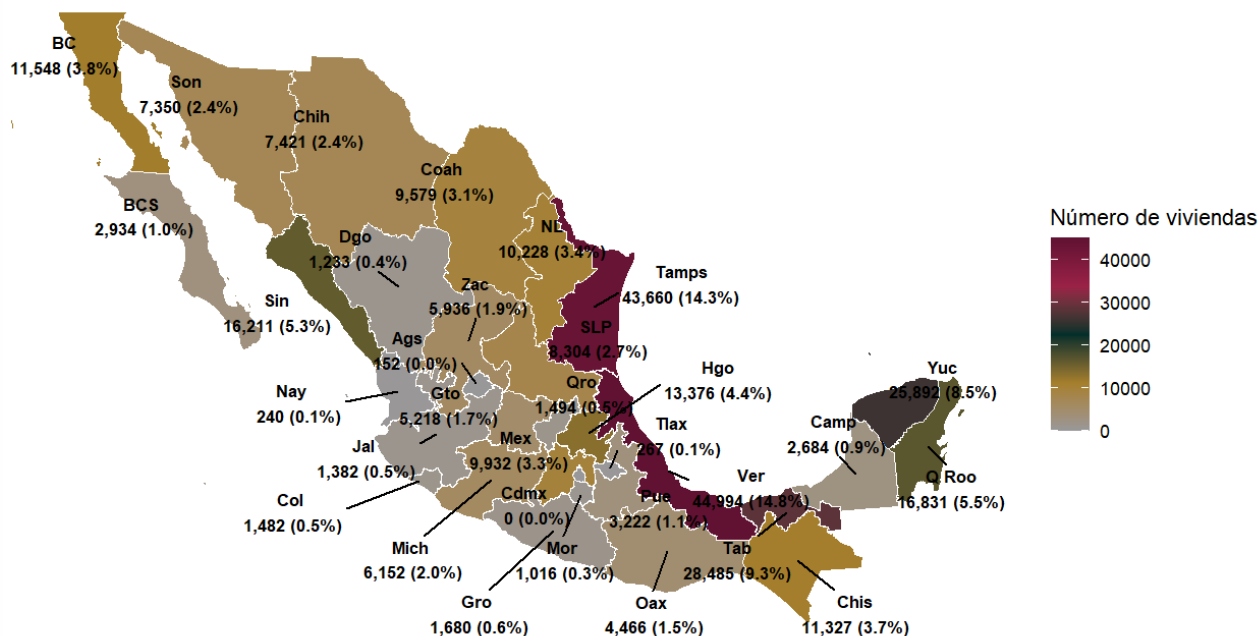 BC
11,548 (3.8%)
Son
7,350 (2.4%)
Chih
7,421 (2.4%)
Coah
9,579 (3.1%)
BCS
2,934 (1.0%)
NL
10,228 (3.4%)
Dgo
1,233 (0.4%)
Tamps
43,660 (14.3%)
Zac
5,936 (1.9%)
Sin
16,211 (5.3%)
SLP
8,304 (2.7%)
Ags
152 (0.0%)
Hgo
13,376 (4.4%)
Yuc
25,892 (8.5%)
Qro
1,494 (0.5%)
Nay
240 (0.1%)
Gto
5,218 (1.7%)
Camp
2,684 (0.9%)
Tlax
267 (0.1%)
Mex
9,932 (3.3%)
Jal
1,382 (0.5%)
Ver
44,994 (14.8%)
Q Roo
16,831 (5.5%)
Cdmx
0 (0.0%)
Pue
3,222 (1.1%)
Col
1,482 (0.5%)
Mich
6,152 (2.0%)
Mor
1,016 (0.3%)
Tab
28,485 (9.3%)
Gro
1,680 (0.6%)
Oax
4,466 (1.5%)
Chis
11,327 (3.7%)
Número de viviendas
40000
30000
20000
10000
0